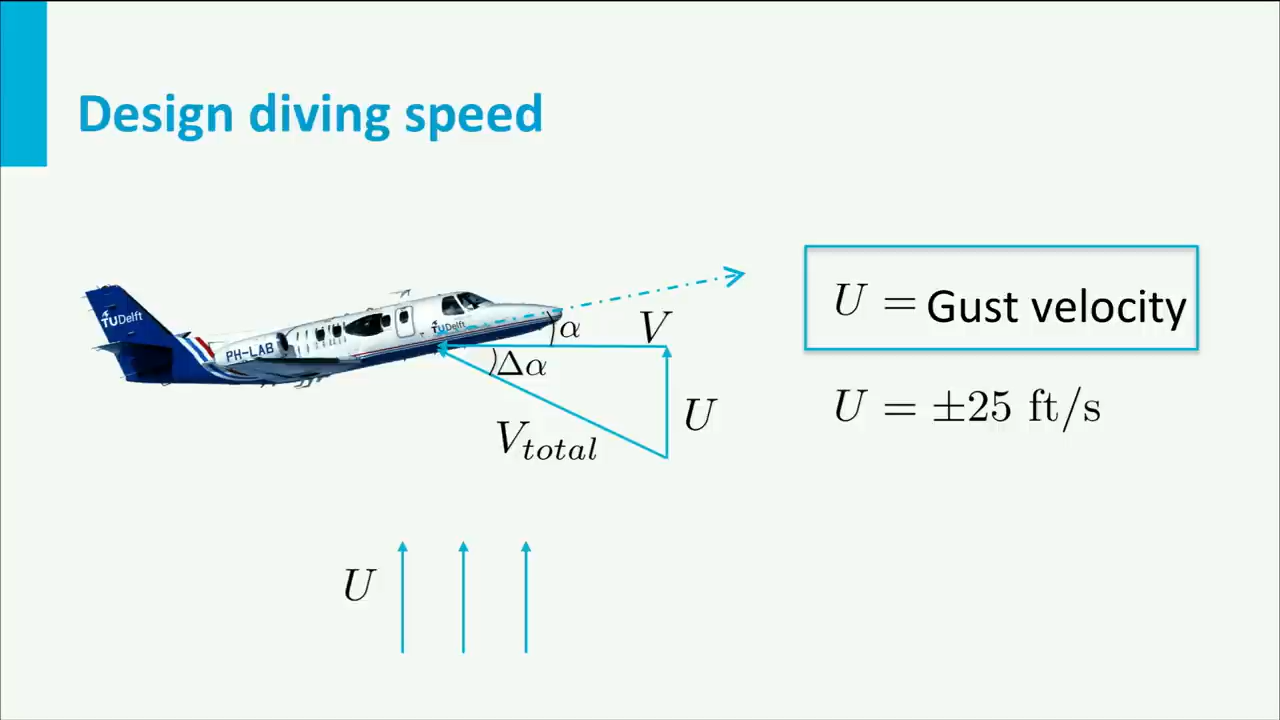 Design diving speed
TUDelft
PH-LAB
TUDelft
α
V
Δα
U
V_total
U = Gust velocity
U = ±25 ft/s
U